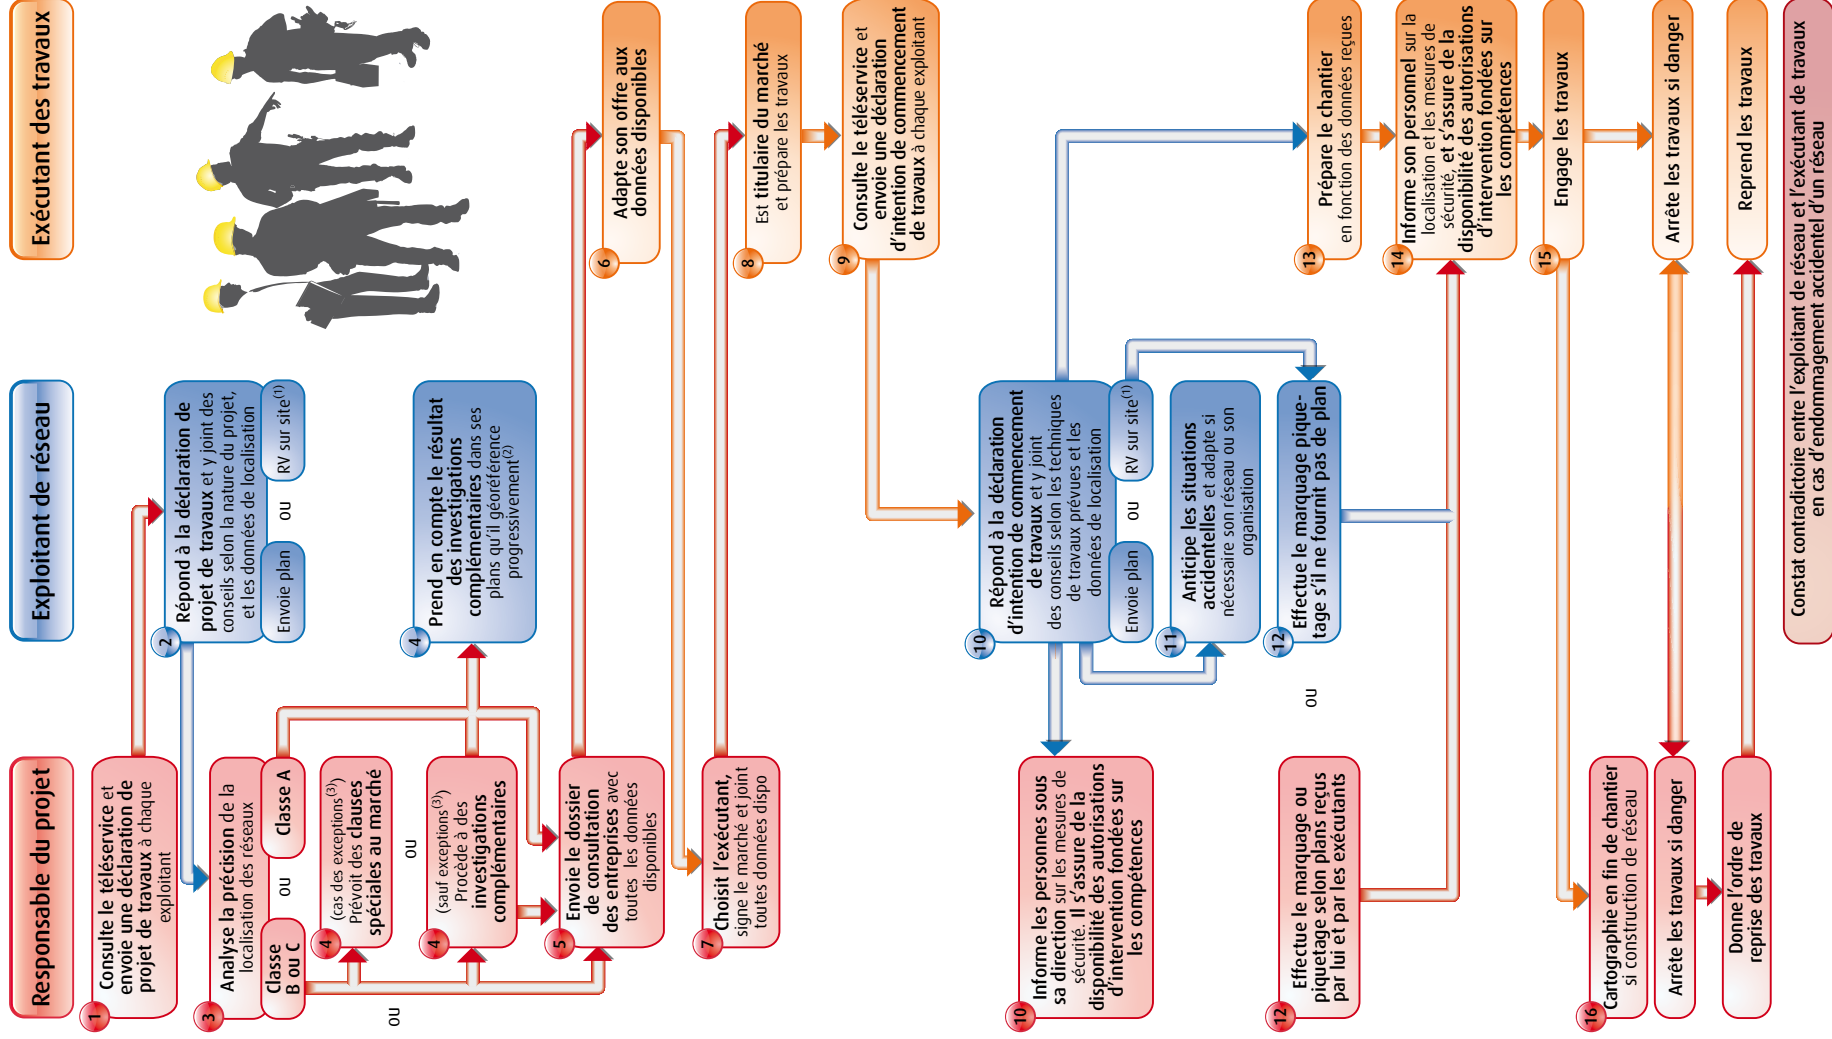 Responsable du projet
Exploitant de réseau
Exécutant des travaux
1
Consulte le téléservice et
envoie une déclaration de
projet de travaux à chaque
exploitant
2
Répond à la déclaration de
projet de travaux et y joint des
conseils selon la nature du projet,
et les données de localisation
Envoie plan
ou
RV sur site(1)
3
Analyse la précision de la
localisation des réseaux
Classe
B ou C
ou
Classe A
ou
4
(cas des exceptions(3))
Prévoit des clauses
spéciales au marché
ou
4
(sauf exceptions(3))
Procède à des
investigations
complémentaires
4
Prend en compte le résultat
des investigations
complémentaires dans ses
plans qu'il géoréférence
progressivement(2)
5
Envoie le dossier
de consultation
des entreprises avec
toutes les données
disponibles
6
Adapte son offre aux
données disponibles
7
Choisit l'exécutant,
signe le marché et joint
toutes données dispo
8
Est titulaire du marché
et prépare les travaux
9
Consulte le téléservice et
envoie une déclaration
d'intention de commencement
de travaux à chaque exploitant
10
Répond à la déclaration
d'intention de commencement
de travaux et y joint
des conseils selon les techniques
de travaux prévues et les
données de localisation
Envoie plan
ou
RV sur site(1)
10
Informe les personnes sous
sa direction sur les mesures de
sécurité. Il s'assure de la
disponibilité des autorisations
d'intervention fondées sur
les compétences
11
Anticipe les situations
accidentelles et adapte si
nécessaire son réseau ou son
organisation
12
Effectue le marquage ou
piquetage selon plans reçus
par lui et par les exécutants
ou
12
Effectue le marquage pique-
tage s'il ne fournit pas de plan
13
Prépare le chantier
en fonction des données reçues
14
Informe son personnel sur la
localisation et les mesures de
sécurité, et s'assure de la
disponibilité des autorisations
d'intervention fondées sur
les compétences
15
Engage les travaux
16
Cartographie en fin de chantier
si construction de réseau
Arrête les travaux si danger
Arrête les travaux si danger
Donne l'ordre de
reprise des travaux
Reprend les travaux
Constat contradictoire entre l'exploitant de réseau et l'exécutant de travaux
en cas d'endommagement accidentel d'un réseau